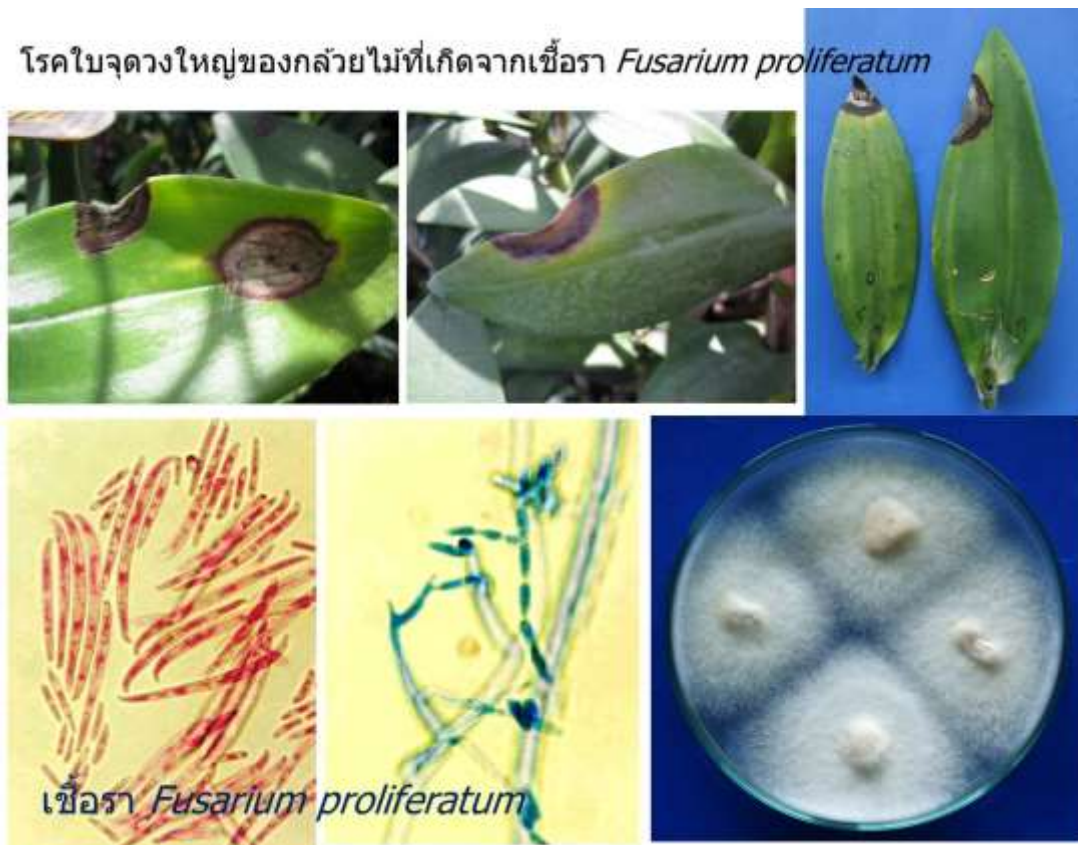 โรคใบจุดวงใหญ่ของกล้วยไม้ที่เกิดจากเชื้อรา Fusarium proliferatum
เชื้อรา Fusarium proliferatum